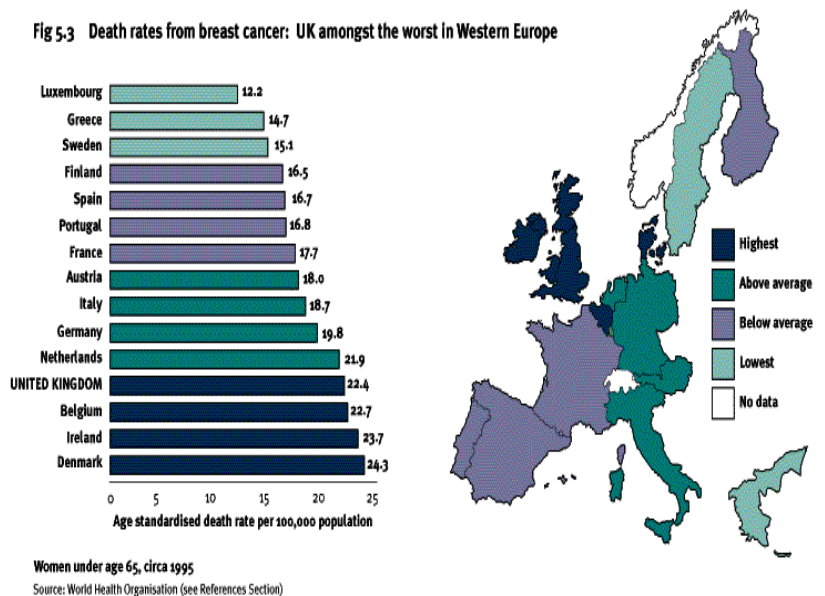 Fig 5.3 Death rates from breast cancer: UK amongst the worst in Western Europe
Luxembourg 12.2
Greece 14.7
Sweden 15.1
Finland 16.5
Spain 16.7
Portugal 16.8
France 17.7
Austria 18.0
Italy 18.7
Germany 19.8
Netherlands 21.9
UNITED KINGDOM 22.4
Belgium 22.7
Ireland 23.7
Denmark 24.3
0 5 10 15 20 25
Age standardised death rate per 100,000 population
Highest
Above average
Below average
Lowest
No data
Women under age 65, circa 1995
Source: World Health Organisation (see References Section)